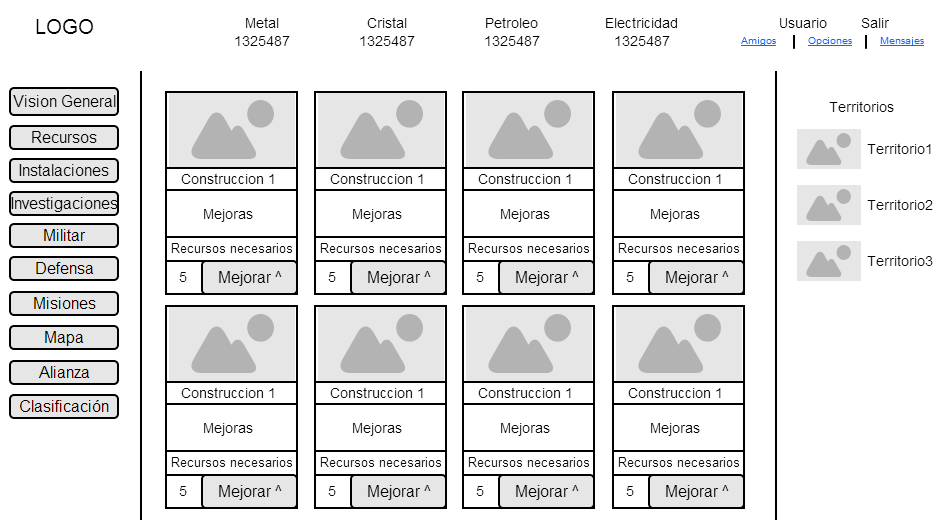 LOGO
Metal Cristal Petroleo Electricidad Usuario Salir
1325487 1325487 1325487 1325487 Amigos Opciones Mensajes
Vision General
Recursos
Instalaciones
Investigaciones
Militar
Defensa
Misiones
Mapa
Alianza
Clasificación
Construccion 1 Construccion 1 Construccion 1 Construccion 1
Mejoras Mejoras Mejoras Mejoras
Recursos necesarios Recursos necesarios Recursos necesarios Recursos necesarios
5 Mejorar ^ 5 Mejorar ^ 5 Mejorar ^ 5 Mejorar ^
Construccion 1 Construccion 1 Construccion 1 Construccion 1
Mejoras Mejoras Mejoras Mejoras
Recursos necesarios Recursos necesarios Recursos necesarios Recursos necesarios
5 Mejorar ^ 5 Mejorar ^ 5 Mejorar ^ 5 Mejorar ^
Territorios
Territorio1
Territorio2
Territorio3